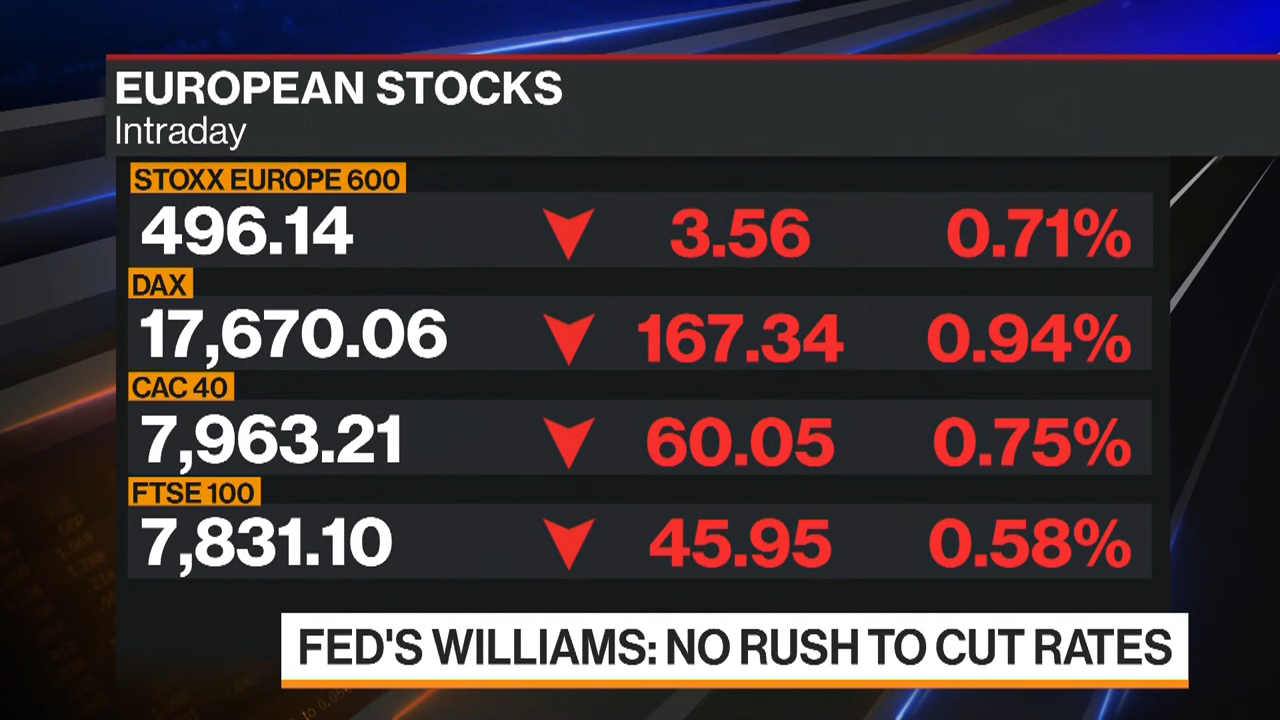 EUROPEAN STOCKS
Intraday
STOXX EUROPE 600
496.14 3.56 0.71%
DAX
17,670.06 167.34 0.94%
CAC 40
7,963.21 60.05 0.75%
FTSE 100
7,831.10 45.95 0.58%
FED'S WILLIAMS: NO RUSH TO CUT RATES